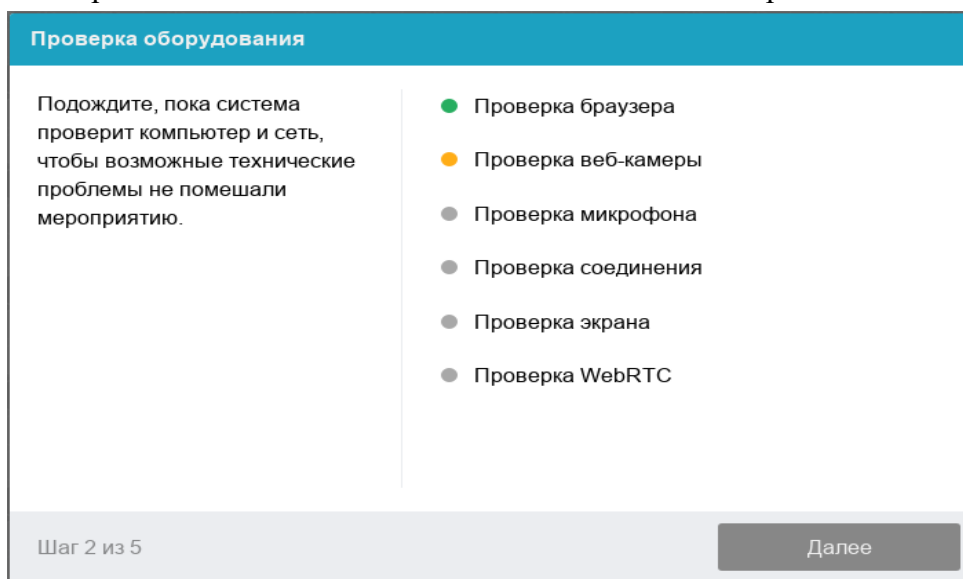 Проверка оборудования
Подождите, пока система
проверит компьютер и сеть,
чтобы возможные технические
проблемы не помешали
мероприятию.
Проверка браузера
Проверка веб-камеры
Проверка микрофона
Проверка соединения
Проверка экрана
Проверка WebRTC
Шаг 2 из 5
Далее